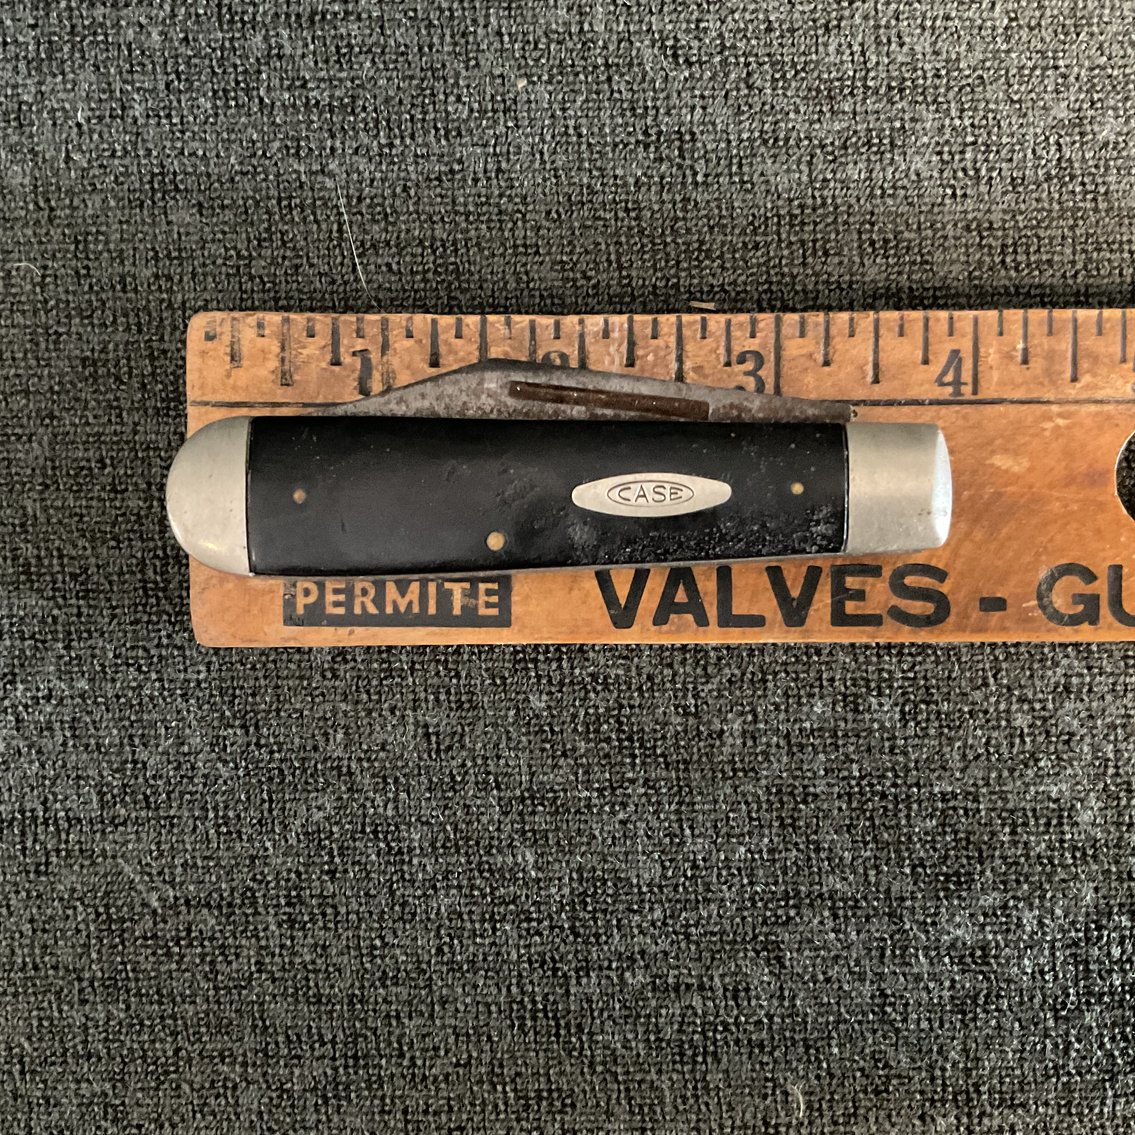 1 2 3 4
CASE
PERMITE VALVES - GU